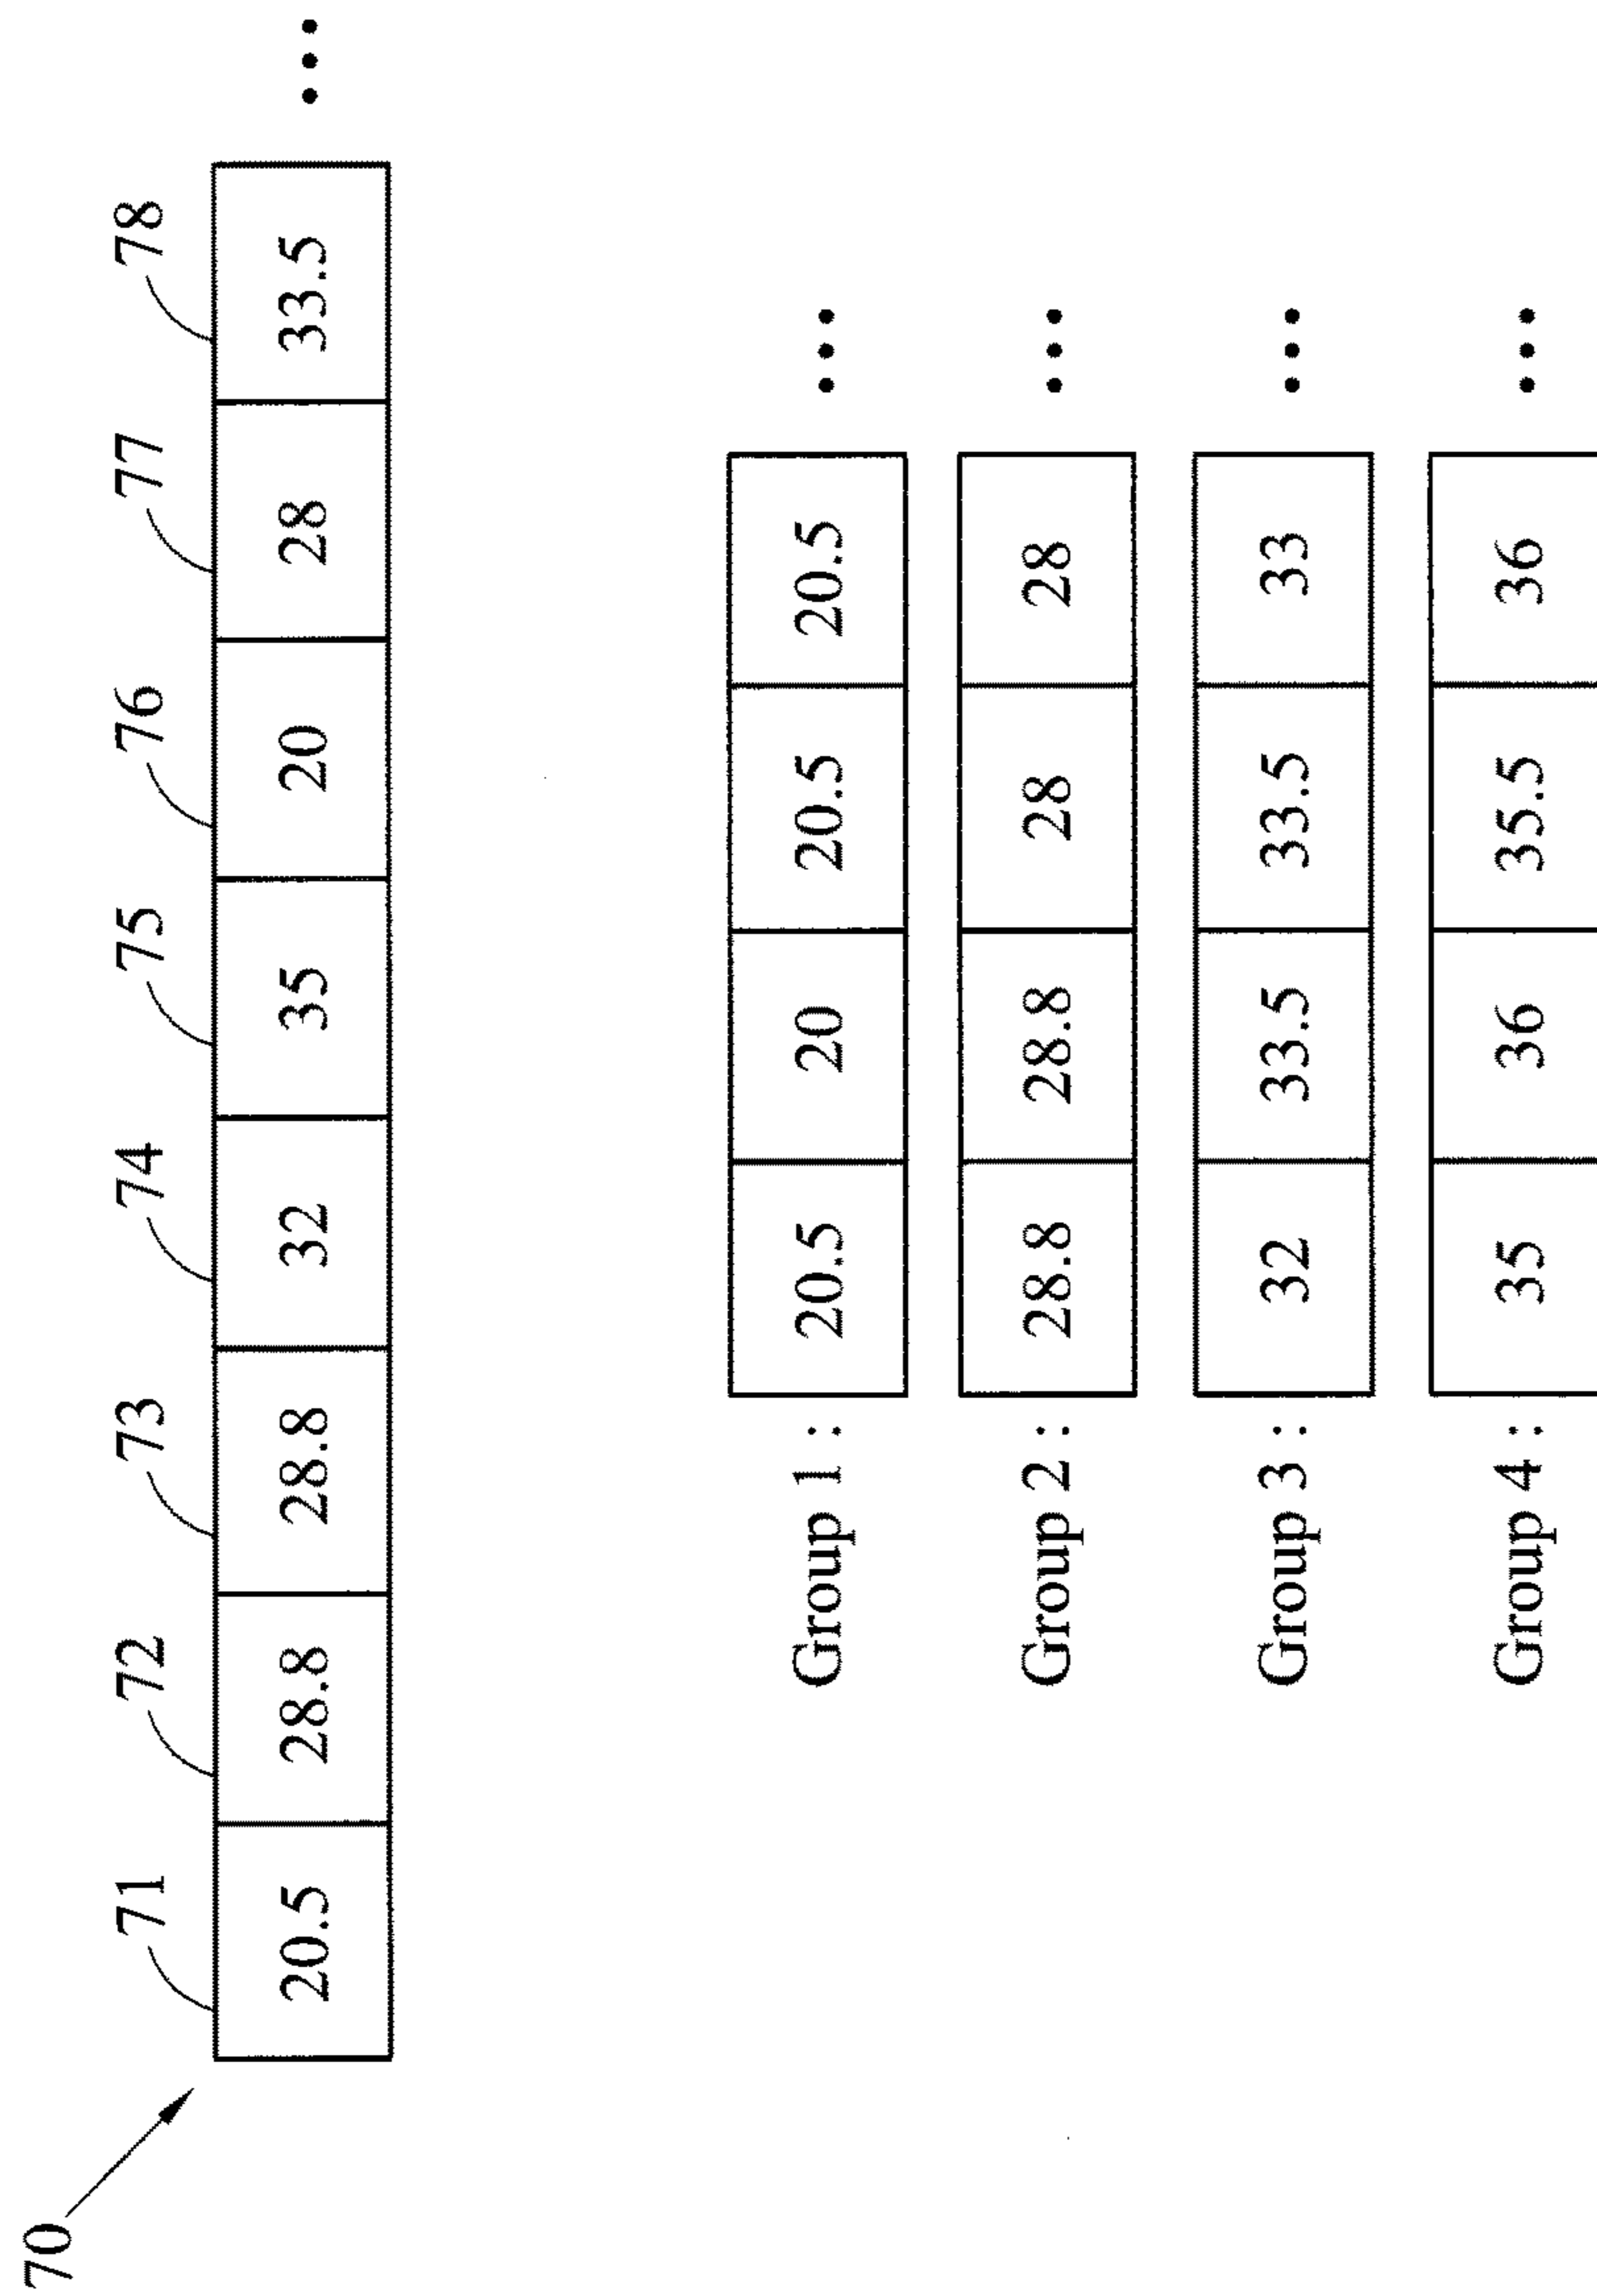 70
71 72 73 74 75 76 77 78
20.5 28.8 28.8 32 35 20 28 33.5 ...
Group 1 : 20.5 20 20.5 20.5 ...
Group 2 : 28.8 28.8 28 28 ...
Group 3 : 32 33.5 33.5 33 ...
Group 4 : 35 36 35.5 36 ...